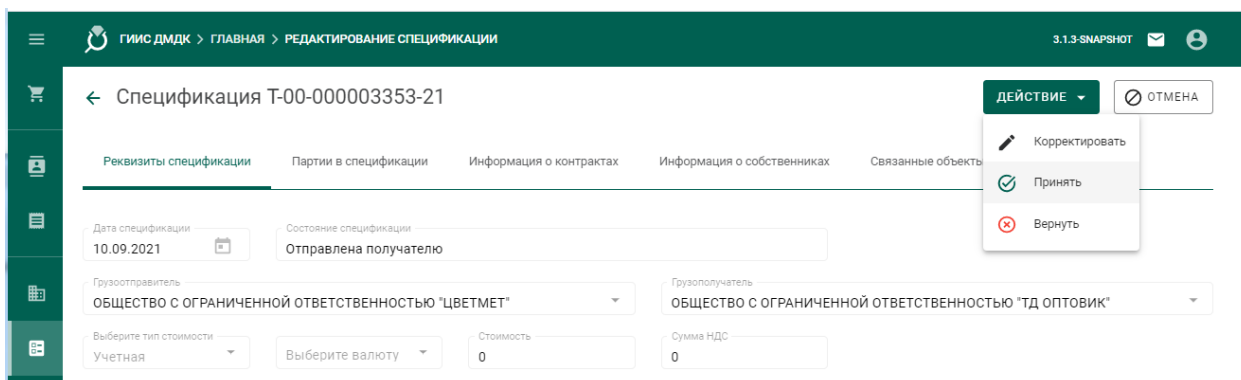 ГИИС ДМДК > ГЛАВНАЯ > РЕДАКТИРОВАНИЕ СПЕЦИФИКАЦИИ 3.1.3-SNAPSHOT
Спецификация Т-00-000003353-21 ДЕЙСТВИЕ ОТМЕНА
Корректировать
Реквизиты спецификации Партии в спецификации Информация о контрактах Информация о собственниках Связанные объекты
Принять
Вернуть
Дата спецификации Состояние спецификации
10.09.2021 Отправлена получателю
Грузоотправитель Грузополучатель
ОБЩЕСТВО С ОГРАНИЧЕННОЙ ОТВЕТСТВЕННОСТЬЮ "ЦВЕТМЕТ" ОБЩЕСТВО С ОГРАНИЧЕННОЙ ОТВЕТСТВЕННОСТЬЮ "ТД ОПТОВИК"
Выберите тип стоимости Стоимость Сумма НДС
Учетная Выберите валюту 0 0